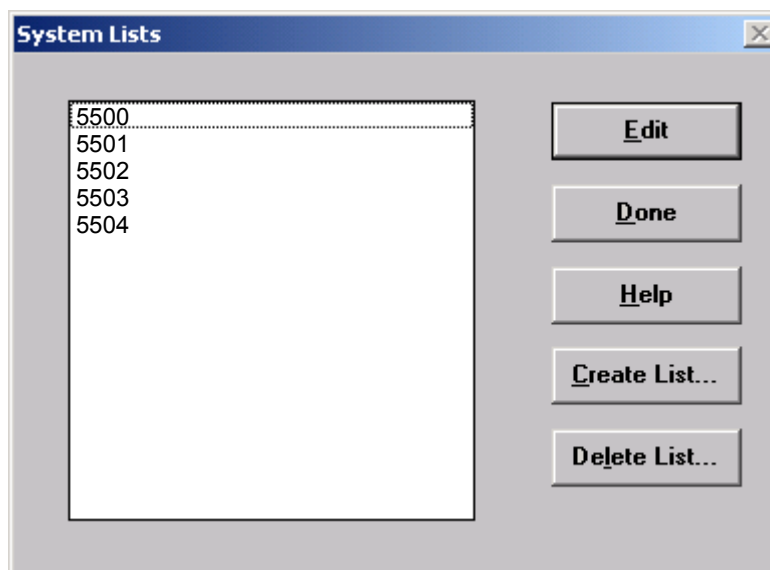 System Lists
5500
5501
5502
5503
5504
Edit
Done
Help
Create List...
Delete List...